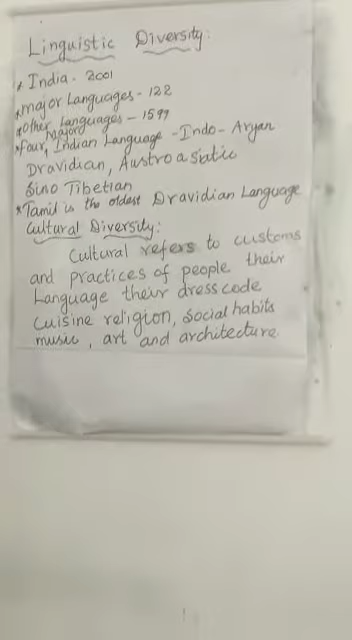 Linguistic Diversity:
* India - 2001
* major Languages - 122
* Other Languages - 1599
* Four major Indian Language - Indo - Aryan
Dravidian, Austroasiatic
Sino Tibetian
* Tamil is the oldest Dravidian Language
Cultural Diversity:
Cultural refers to customs
and practices of people their
Language their dress code
cuisine religion, social habits
music, art and architecture